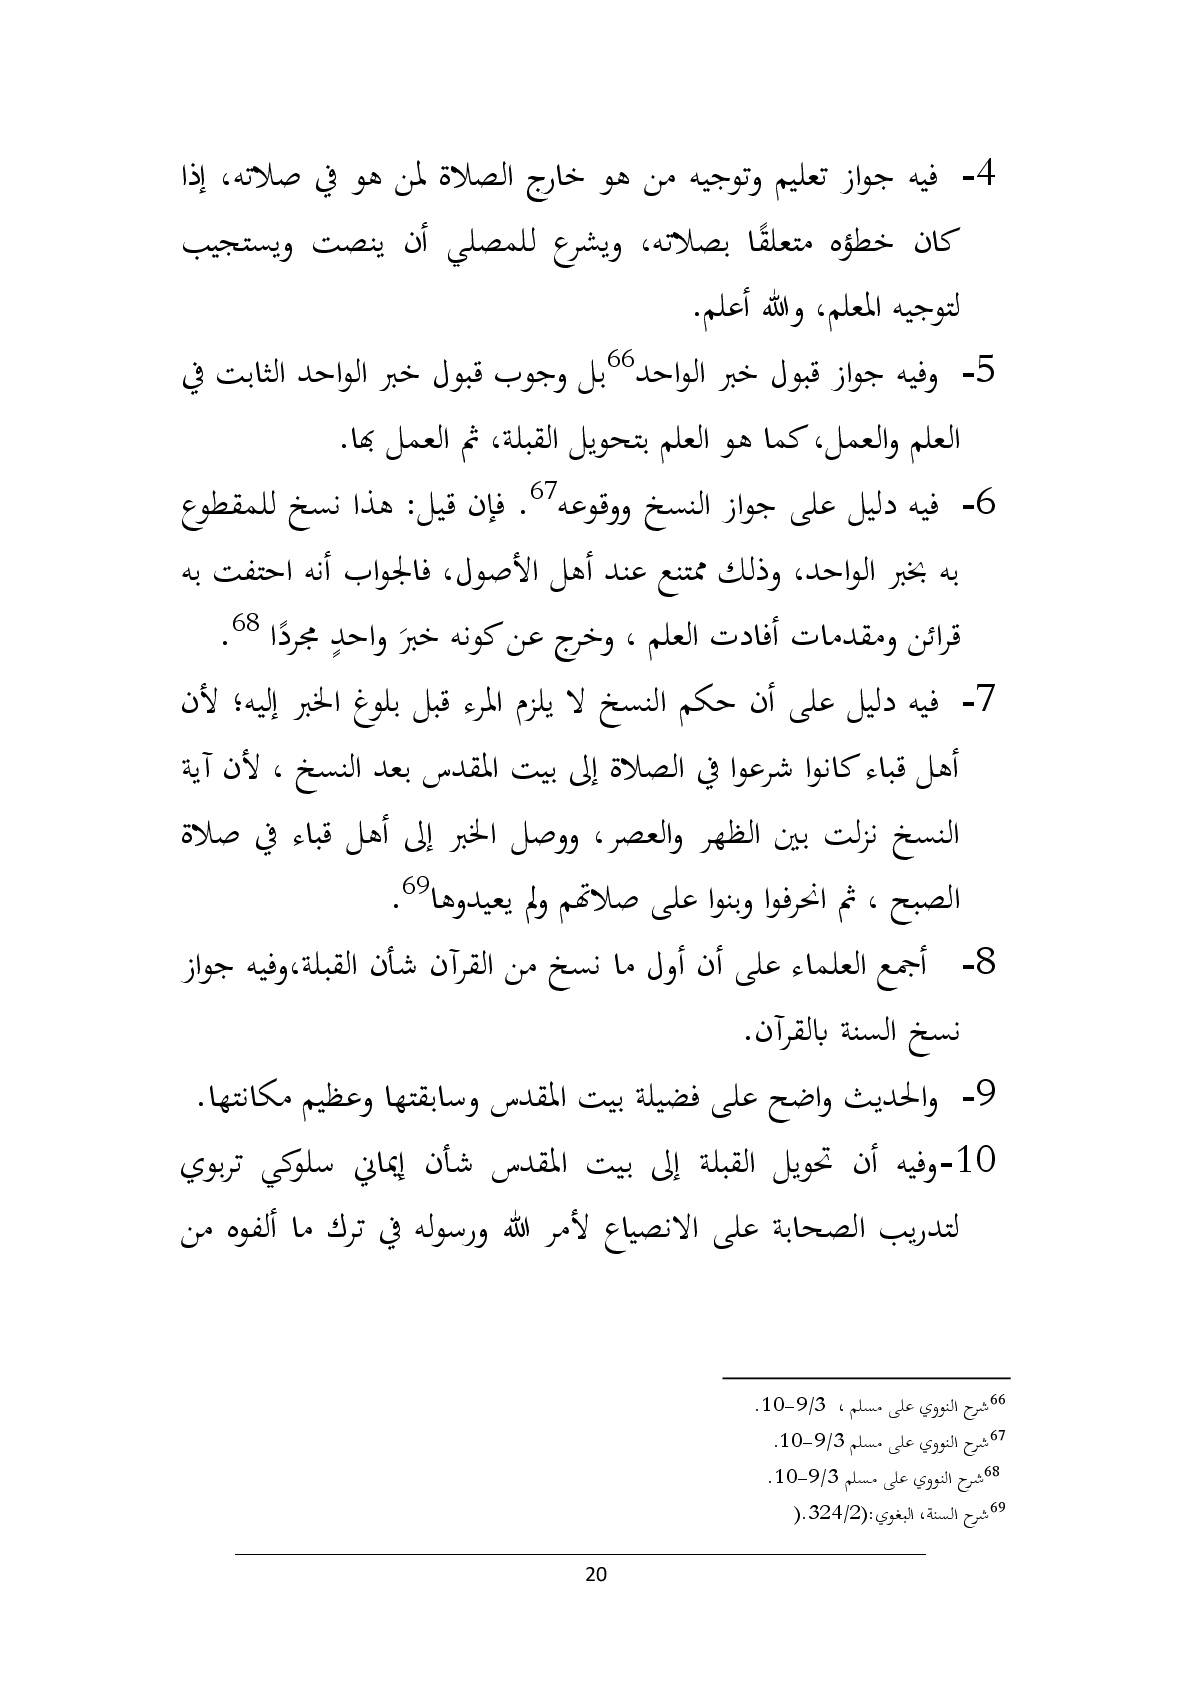 4- فيه جواز تعليم وتوجيه من هو خارج الصلاة لمن هو في صلاته، إذا
كان خطؤه متعلقًا بصلاته، ويشرع للمصلي أن ينصت ويستجيب
لتوجيه المعلم، والله أعلم.
5- وفيه جواز قبول خبر الواحد66بل وجوب قبول خبر الواحد الثابت في
العلم والعمل، كما هو العلم بتحويل القبلة، ثم العمل بها.
6- فيه دليل على جواز النسخ ووقوعه67. فإن قيل: هذا نسخ للمقطوع
به بخبر الواحد، وذلك ممتنع عند أهل الأصول، فالجواب أنه احتفت به
قرائن ومقدمات أفادت العلم ، وخرج عن كونه خبرَ واحدٍ مجردًا 68.
7- فيه دليل على أن حكم النسخ لا يلزم المرء قبل بلوغ الخبر إليه؛ لأن
أهل قباء كانوا شرعوا في الصلاة إلى بيت المقدس بعد النسخ ، لأن آية
النسخ نزلت بين الظهر والعصر، ووصل الخبر إلى أهل قباء في صلاة
الصبح ، ثم انحرفوا وبنوا على صلاتهم ولم يعيدوها69.
8- أجمع العلماء على أن أول ما نسخ من القرآن شأن القبلة،وفيه جواز
نسخ السنة بالقرآن.
9- والحديث واضح على فضيلة بيت المقدس وسابقتها وعظيم مكانتها.
10-وفيه أن تحويل القبلة إلى بيت المقدس شأن إيماني سلوكي تربوي
لتدريب الصحابة على الانصياع لأمر الله ورسوله في ترك ما ألفوه من
66شرح النووي على مسلم ، 9/3–10.
67شرح النووي على مسلم 9/3–10.
68شرح النووي على مسلم 9/3–10.
69شرح السنة، البغوي:(324/2.(
20